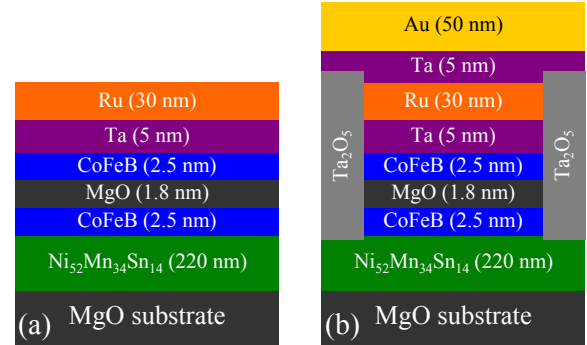 Ru (30 nm)
Ta (5 nm)
CoFeB (2.5 nm)
MgO (1.8 nm)
CoFeB (2.5 nm)
Ni₅₂Mn₃₄Sn₁₄ (220 nm)
(a) MgO substrate
Au (50 nm)
Ta (5 nm)
Ru (30 nm)
Ta (5 nm)
CoFeB (2.5 nm)
MgO (1.8 nm)
CoFeB (2.5 nm)
Ta₂O₅
Ta₂O₅
Ni₅₂Mn₃₄Sn₁₄ (220 nm)
(b) MgO substrate